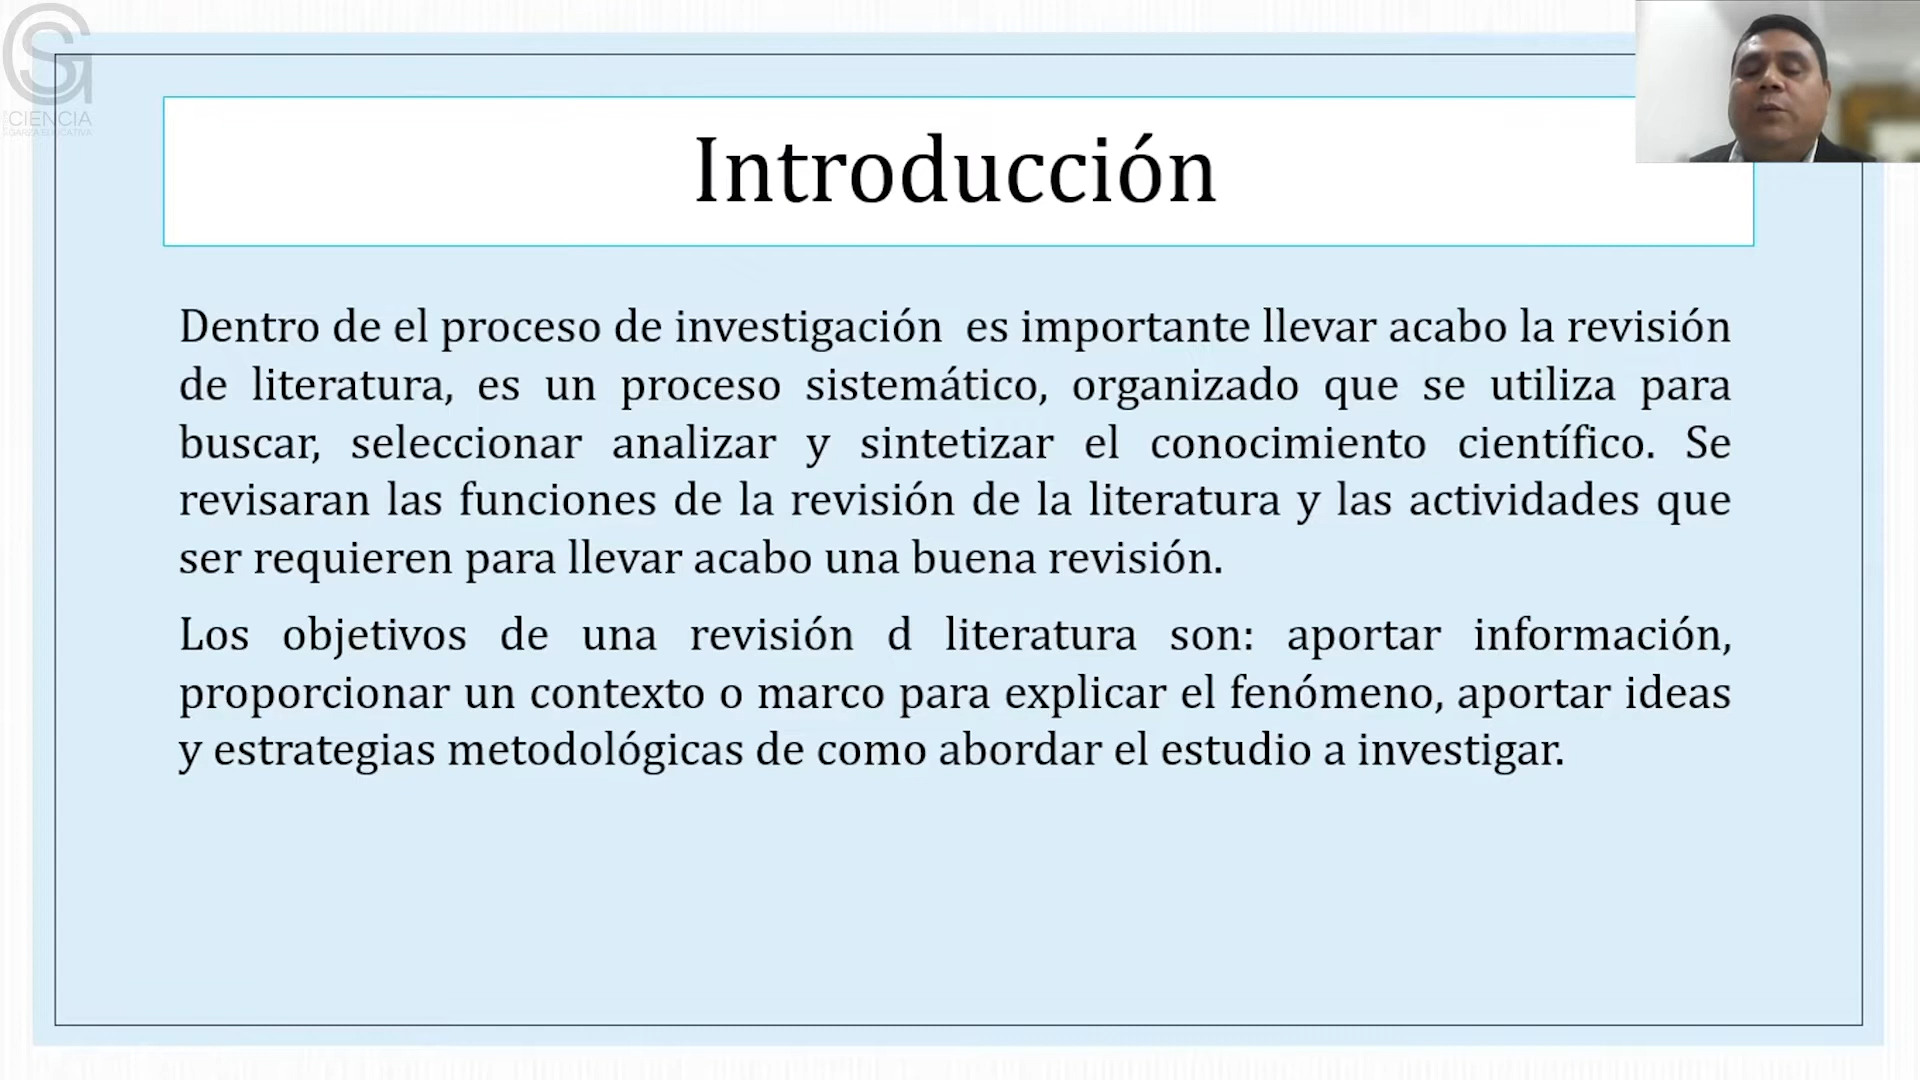 CIENCIA
Introducción
Dentro de el proceso de investigación es importante llevar acabo la revisión
de literatura, es un proceso sistemático, organizado que se utiliza para
buscar, seleccionar analizar y sintetizar el conocimiento científico. Se
revisaran las funciones de la revisión de la literatura y las actividades que
ser requieren para llevar acabo una buena revisión.
Los objetivos de una revisión d literatura son: aportar información,
proporcionar un contexto o marco para explicar el fenómeno, aportar ideas
y estrategias metodológicas de como abordar el estudio a investigar.